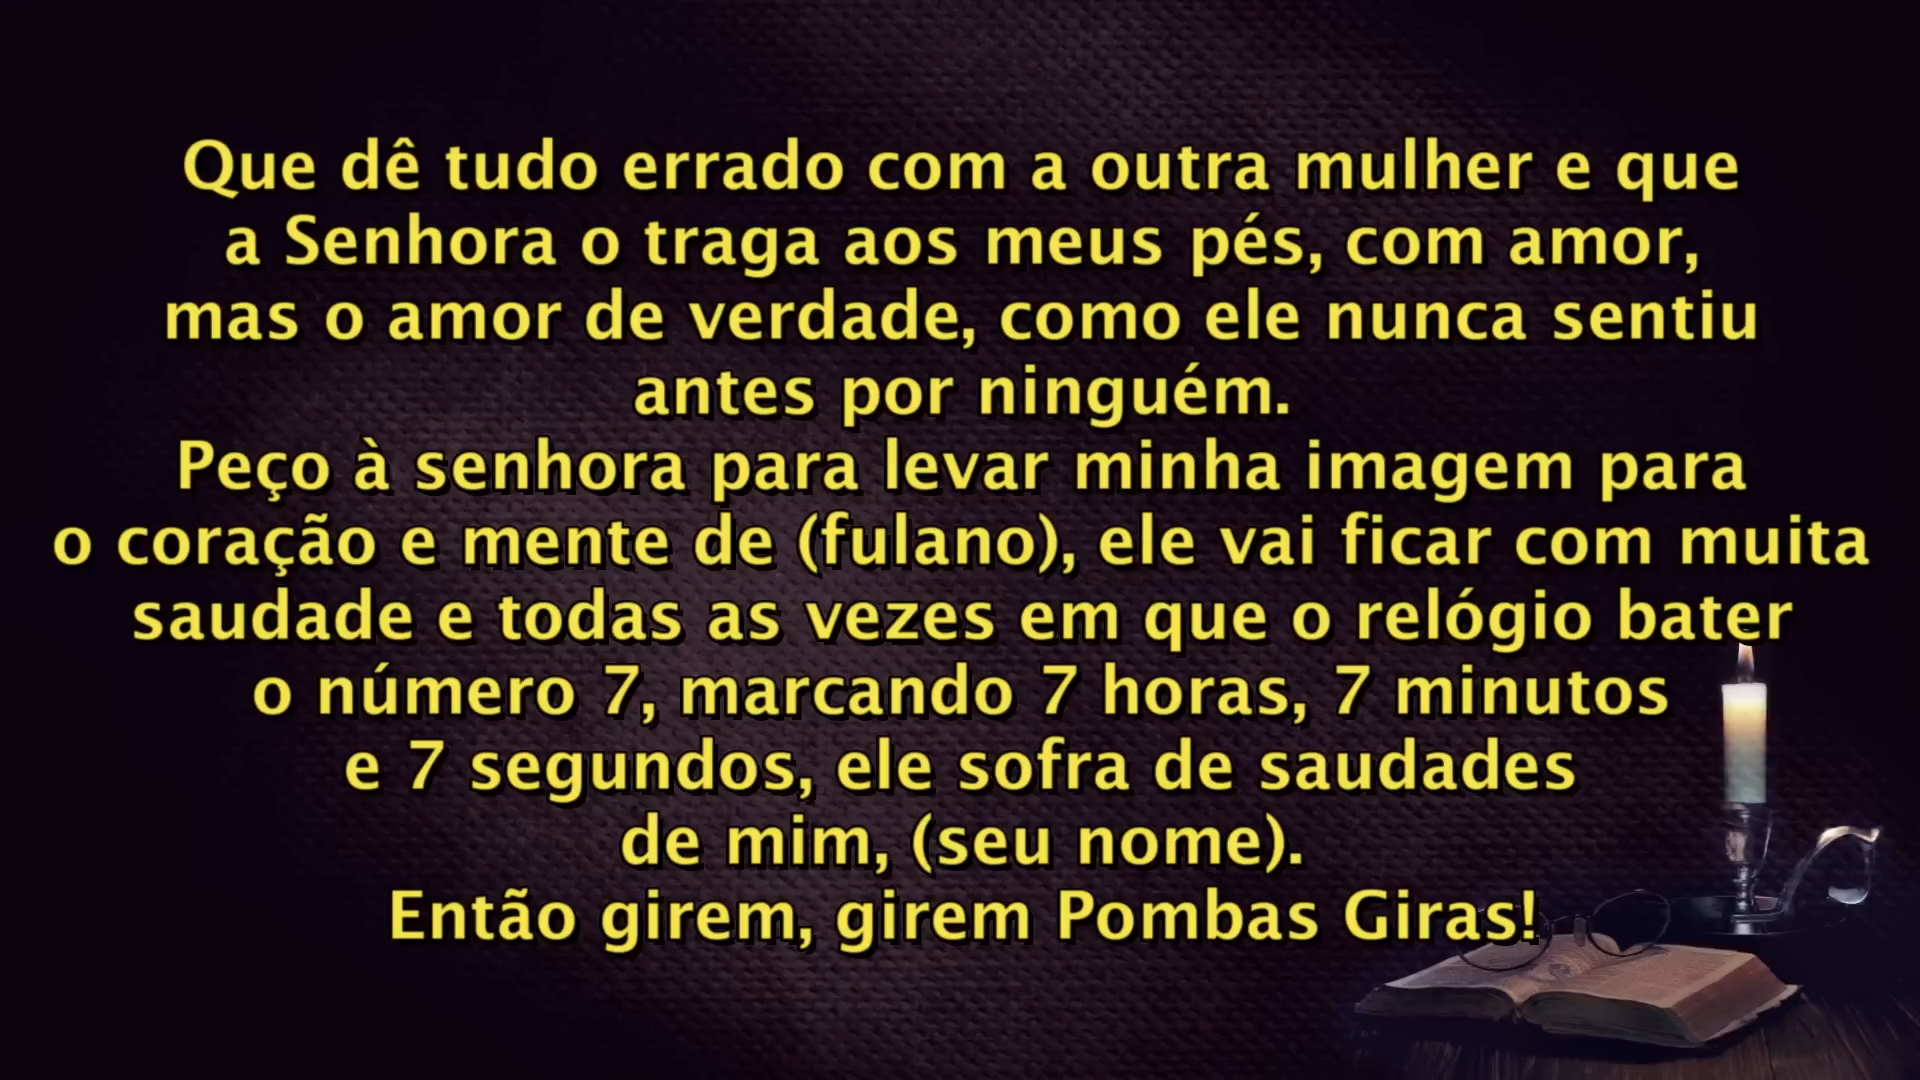 Que dê tudo errado com a outra mulher e que
a Senhora o traga aos meus pés, com amor,
mas o amor de verdade, como ele nunca sentiu
antes por ninguém.
Peço à senhora para levar minha imagem para
o coração e mente de (fulano), ele vai ficar com muita
saudade e todas as vezes em que o relógio bater
o número 7, marcando 7 horas, 7 minutos
e 7 segundos, ele sofra de saudades
de mim, (seu nome).
Então girem, girem Pombas Giras!